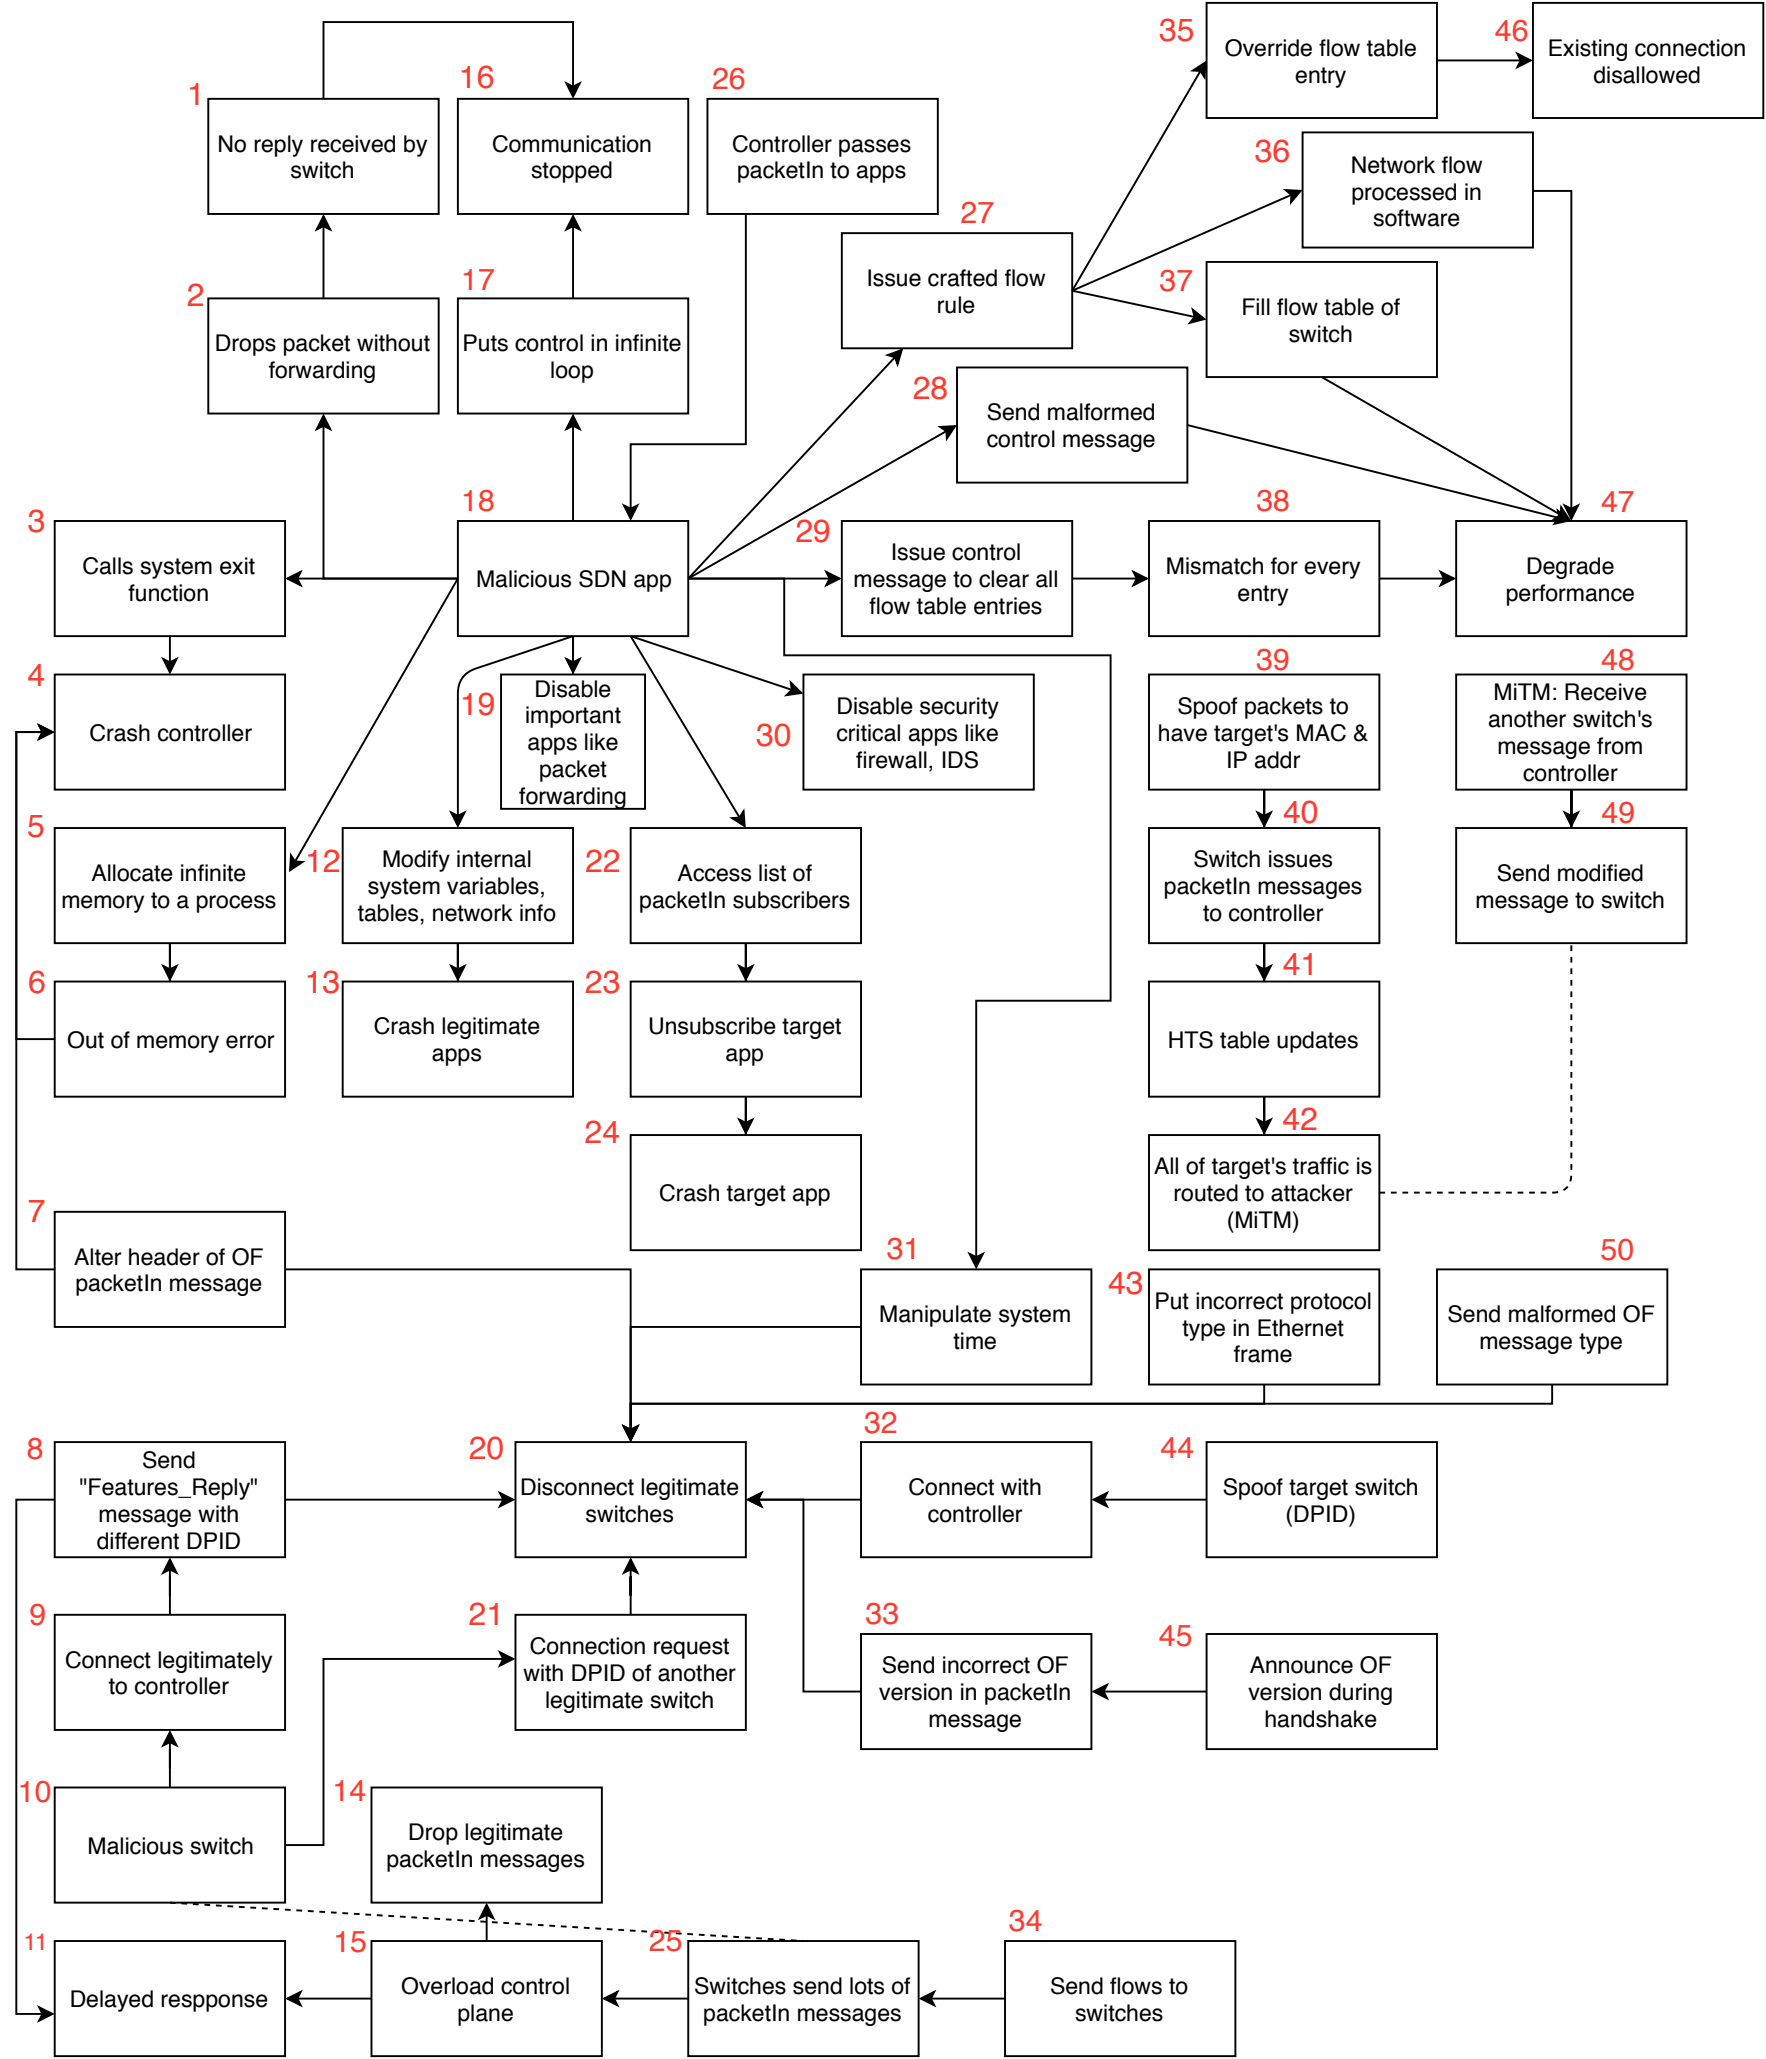 1
No reply received by
switch
2
Drops packet without
forwarding
3
Calls system exit
function
4
Crash controller
5
Allocate infinite
memory to a process
6
Out of memory error
7
Alter header of OF
packetIn message
8
Send
"Features_Reply"
message with
different DPID
9
Connect legitimately
to controller
10
Malicious switch
11
Delayed respponse
12
Modify internal
system variables,
tables, network info
13
Crash legitimate
apps
14
Drop legitimate
packetIn messages
15
Overload control
plane
16
Communication
stopped
17
Puts control in infinite
loop
18
Malicious SDN app
19
Disable
important
apps like
packet
forwarding
20
Disconnect legitimate
switches
21
Connection request
with DPID of another
legitimate switch
22
Access list of
packetIn subscribers
23
Unsubscribe target
app
24
Crash target app
25
Switches send lots of
packetIn messages
26
Controller passes
packetIn to apps
27
Issue crafted flow
rule
28
Send malformed
control message
29
Issue control
message to clear all
flow table entries
30
Disable security
critical apps like
firewall, IDS
31
Manipulate system
time
32
Connect with
controller
33
Send incorrect OF
version in packetIn
message
34
Send flows to
switches
35
Override flow table
entry
36
Network flow
processed in
software
37
Fill flow table of
switch
38
Mismatch for every
entry
39
Spoof packets to
have target's MAC &
IP addr
40
Switch issues
packetIn messages
to controller
41
HTS table updates
42
All of target's traffic is
routed to attacker
(MiTM)
43
Put incorrect protocol
type in Ethernet
frame
44
Spoof target switch
(DPID)
45
Announce OF
version during
handshake
46
Existing connection
disallowed
47
Degrade
performance
48
MiTM: Receive
another switch's
message from
controller
49
Send modified
message to switch
50
Send malformed OF
message type